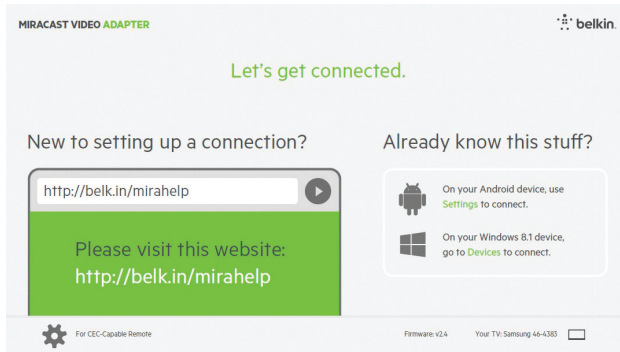 MIRACAST VIDEO ADAPTER
belkin.
Let's get connected.
New to setting up a connection?
http://belk.in/mirahelp
Please visit this website:
http://belk.in/mirahelp
Already know this stuff?
On your Android device, use
Settings to connect.
On your Windows 8.1 device,
go to Devices to connect.
For CEC-Capable Remote
Firmware: v2.4
Your TV: Samsung 46-4383